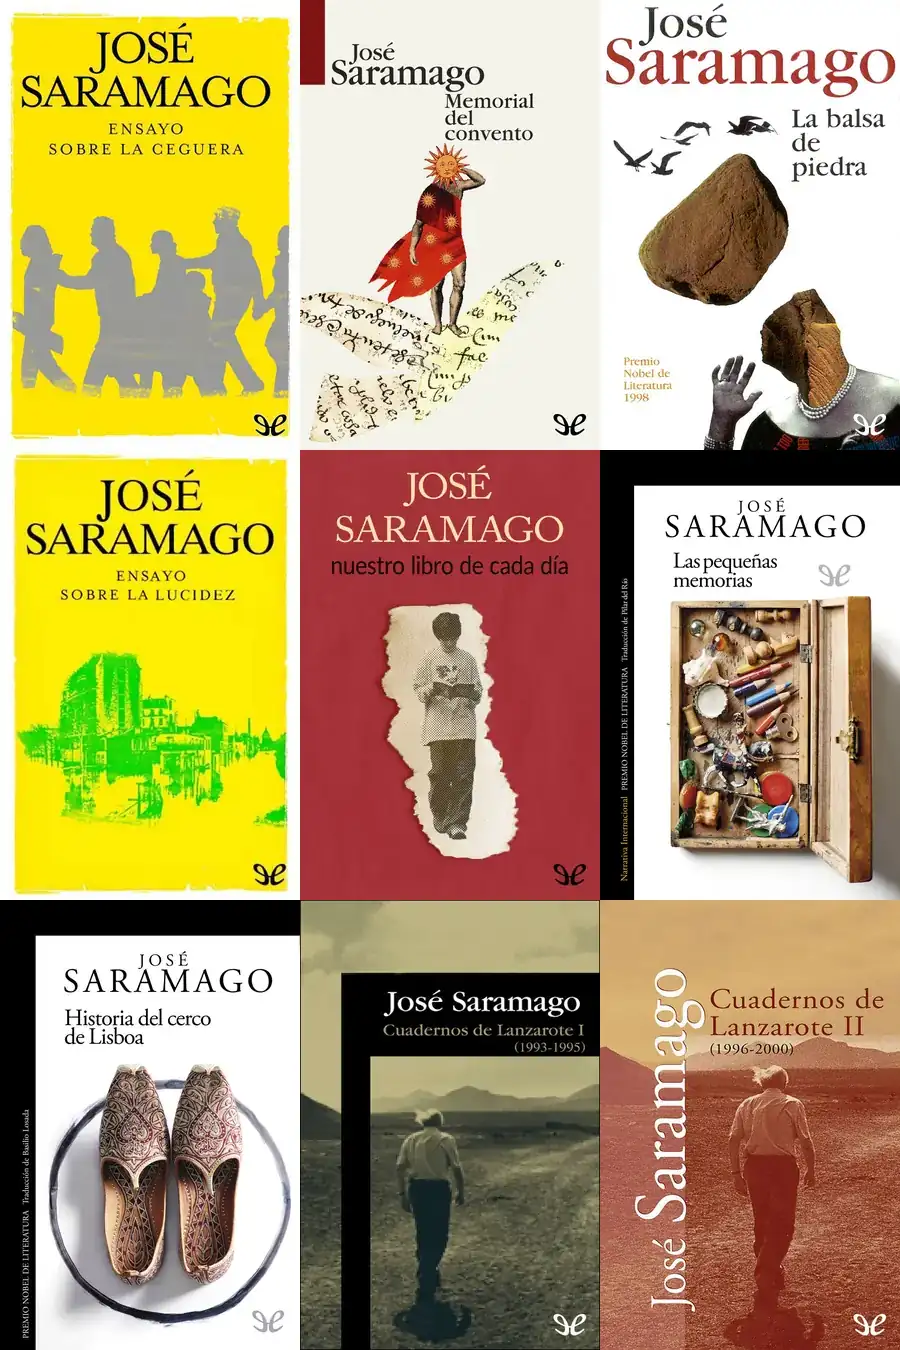 JOSÉ
SARAMAGO
ENSAYO
SOBRE LA CEGUERA
José
Saramago
Memorial
del
convento
José
Saramago
La balsa
de
piedra
Premio
Nobel de
Literatura
1998
JOSÉ
SARAMAGO
ENSAYO
SOBRE LA LUCIDEZ
JOSÉ
SARAMAGO
nuestro libro de cada día
JOSÉ
SARAMAGO
Las pequeñas
memorias
Narrativa Internacional PREMIO NOBEL DE LITERATURA Traducción de Pilar del Río
JOSÉ
SARAMAGO
Historia del cerco
de Lisboa
PREMIO NOBEL DE LITERATURA Traducción de Basilio Losada
José Saramago
Cuadernos de Lanzarote I
(1993-1995)
José Saramago
Cuadernos de
Lanzarote II
(1996-2000)